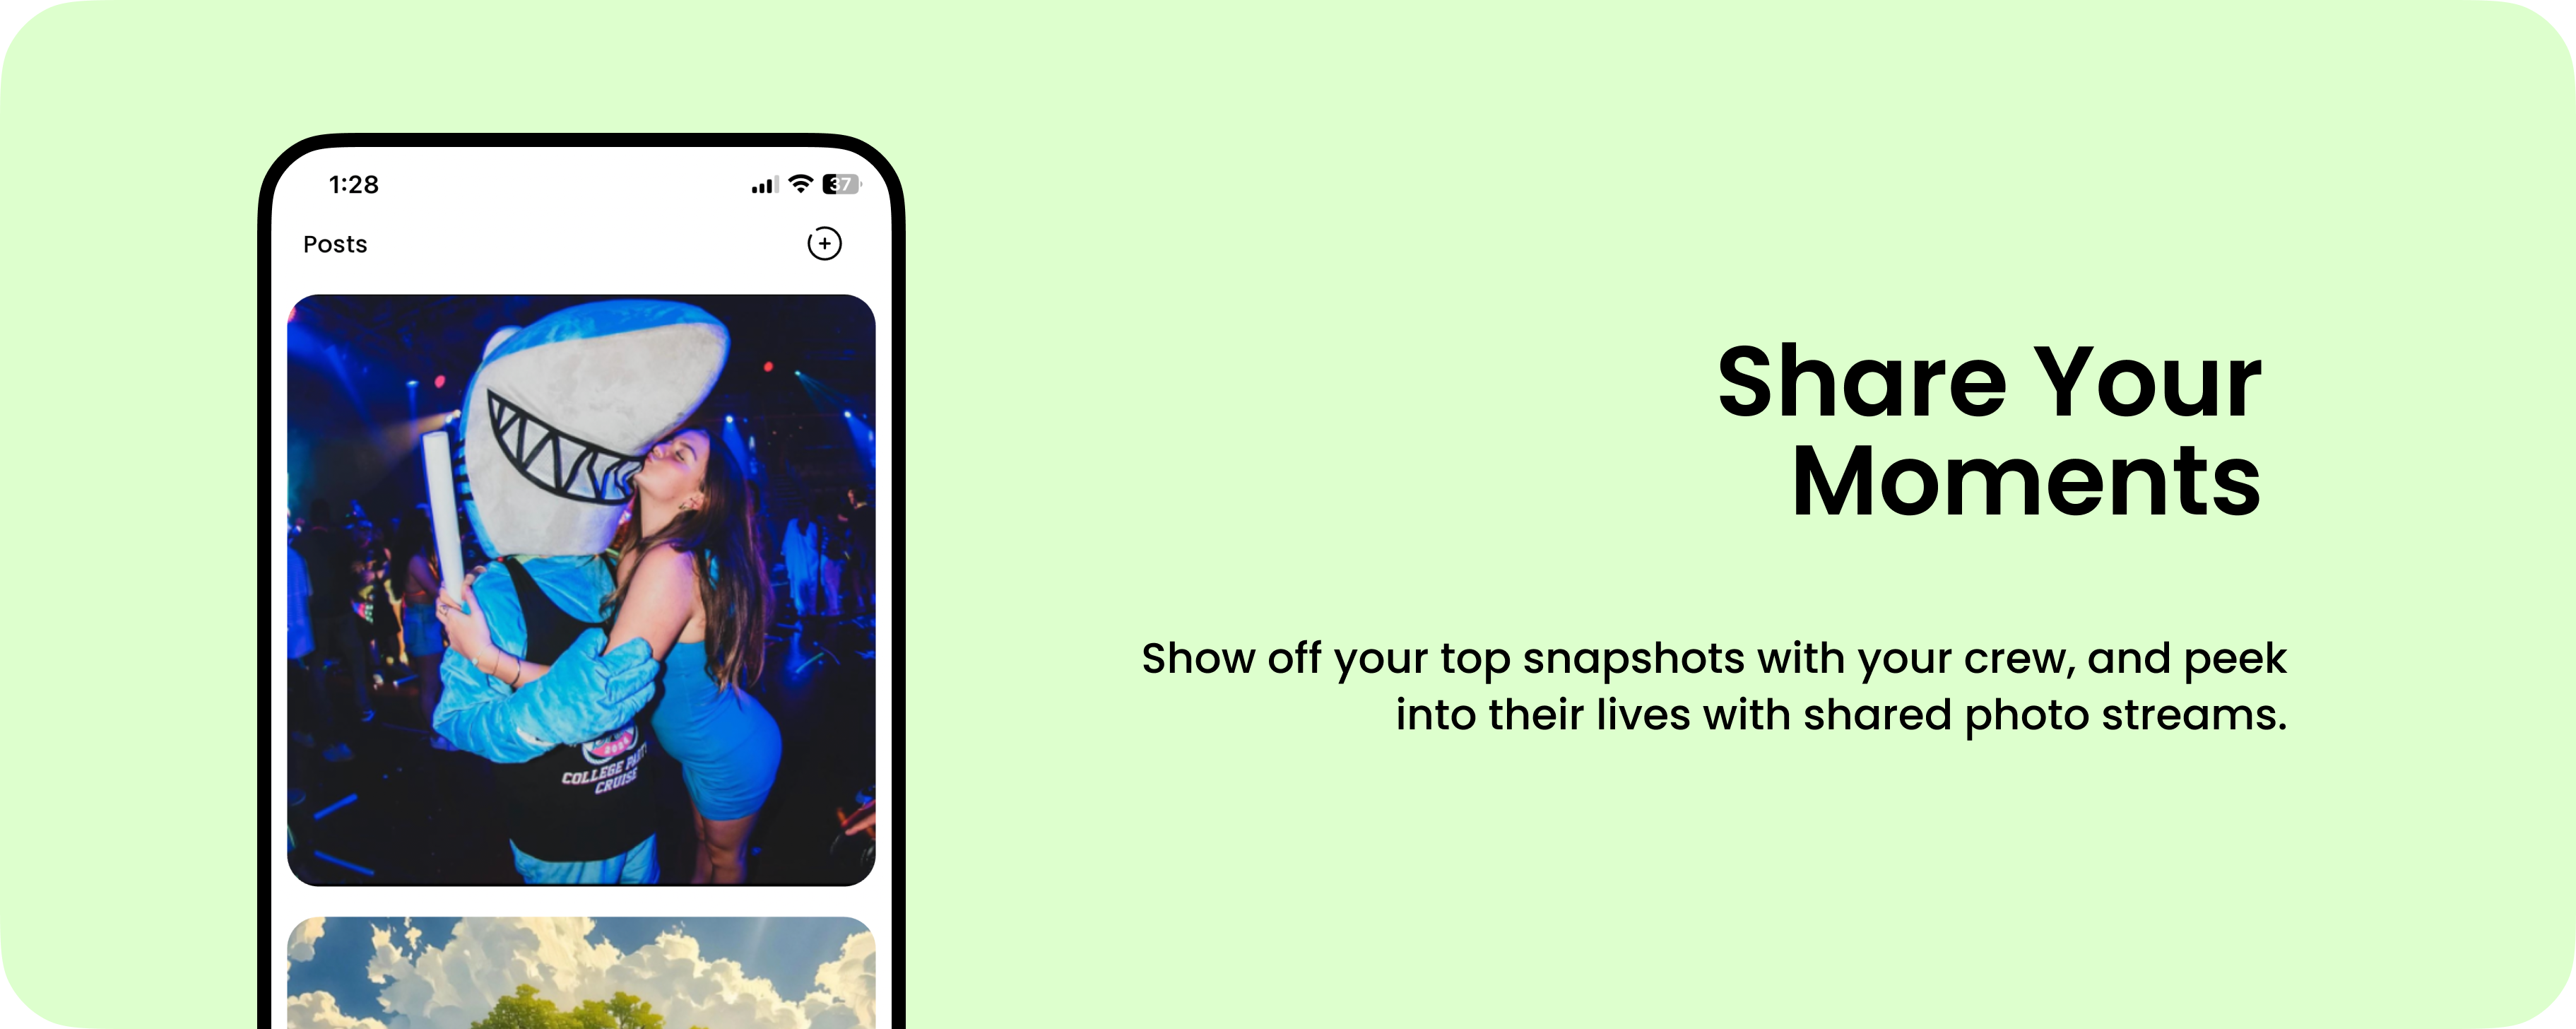 1:28
37
Posts
COLLEGE PARTY
CRUISE
Share Your
Moments
Show off your top snapshots with your crew, and peek
into their lives with shared photo streams.